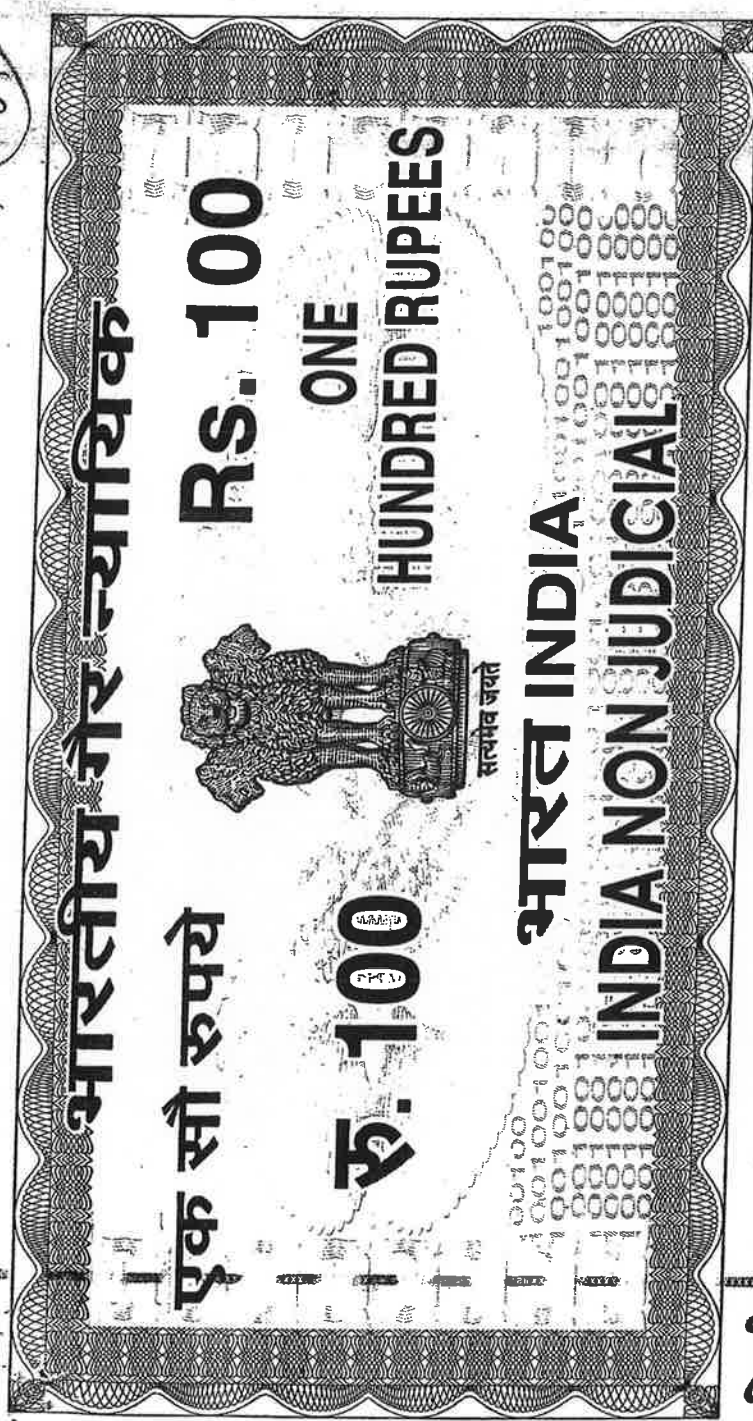 भारतीय गैर न्यायिक
एक सौ रुपये
रु. 100
Rs. 100
ONE
HUNDRED RUPEES
सत्यमेव जयते
भारत INDIA
INDIA NON JUDICIAL